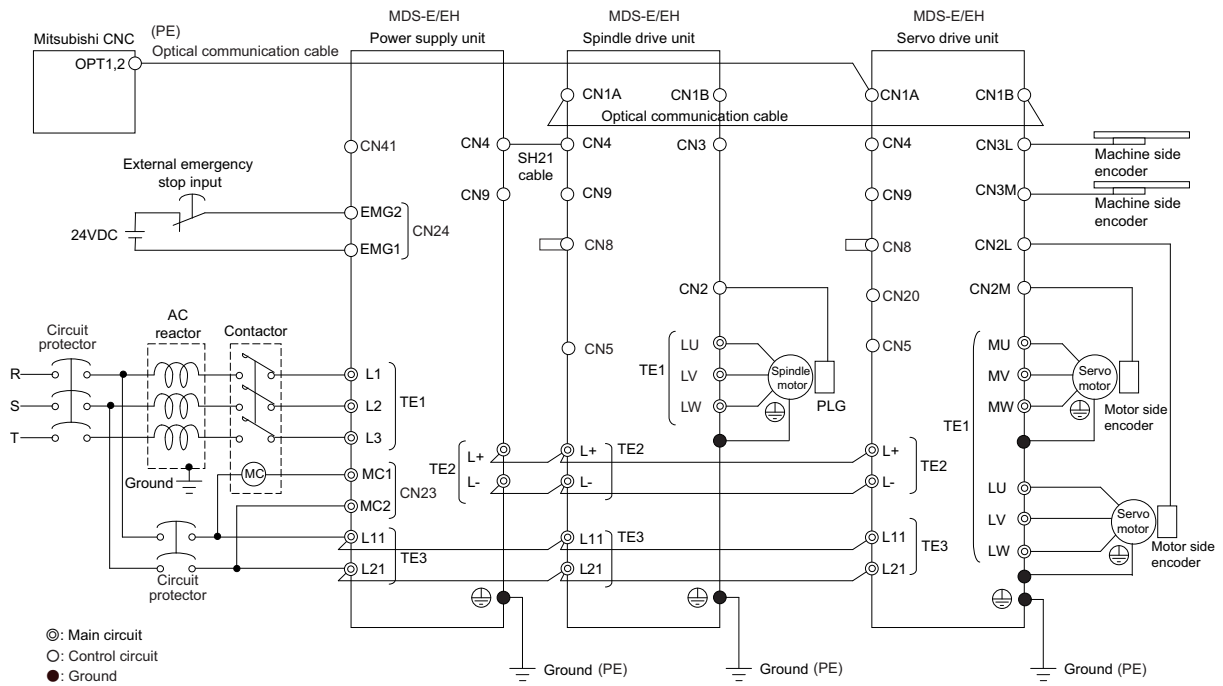 MDS-E/EH
Power supply unit
MDS-E/EH
Spindle drive unit
MDS-E/EH
Servo drive unit
Mitsubishi CNC
(PE)
Optical communication cable
OPT1,2
CN1A
CN1B
CN1A
CN1B
Optical communication cable
CN41
CN4
SH21
cable
CN4
CN3
CN4
CN3L
Machine side
encoder
External emergency
stop input
CN9
CN9
CN9
CN3M
Machine side
encoder
24VDC
EMG2
EMG1
CN24
CN8
CN8
CN2L
CN2
CN20
CN2M
Circuit
protector
AC
reactor
Contactor
CN5
CN5
R
S
T
L1
L2
L3
TE1
TE1
LU
LV
LW
Spindle
motor
PLG
TE1
MU
MV
MW
Servo
motor
Motor side
encoder
Ground
MC
MC1
MC2
CN23
TE2
L+
L-
L+
L-
TE2
L+
L-
TE2
LU
LV
LW
Servo
motor
Motor side
encoder
Circuit
protector
L11
L21
TE3
L11
L21
TE3
L11
L21
TE3
Ground (PE)
Ground (PE)
Ground (PE)
◎: Main circuit
○: Control circuit
●: Ground